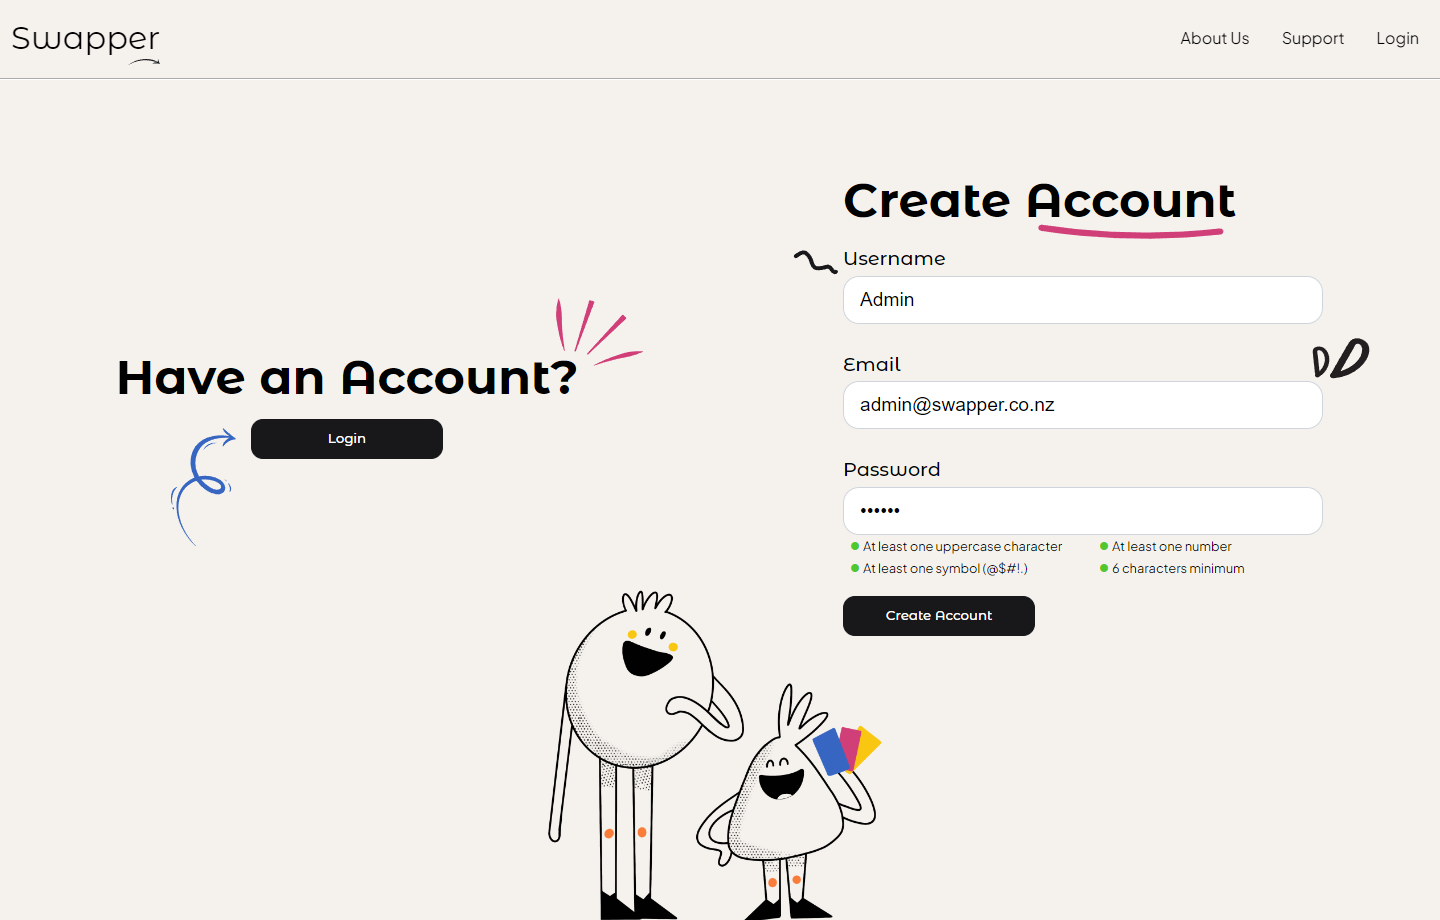 Swapper
About Us
Support
Login
Create Account
Username
Admin
Have an Account?
Login
Email
admin@swapper.co.nz
Password
••••••
At least one uppercase character
At least one number
At least one symbol (@$#!.)
6 characters minimum
Create Account